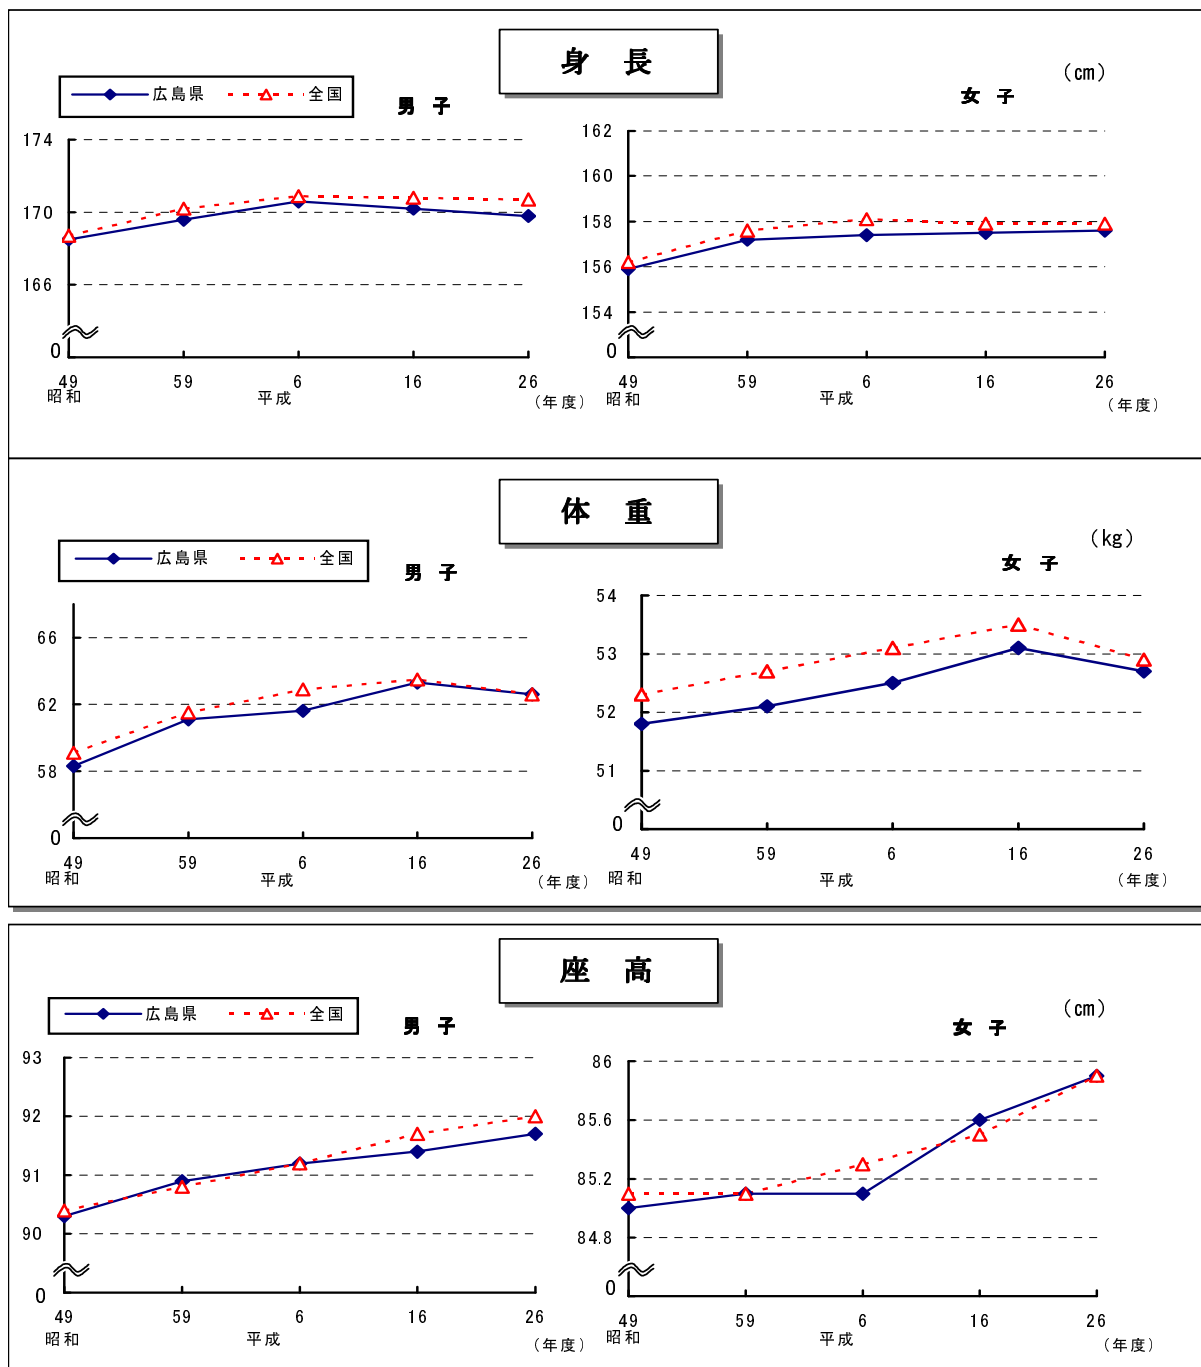 身 長
(cm)
広島県 全国
男 子
女 子
174
170
166
0
49 59 6 16 26
昭和 平成 (年度)
162
160
158
156
154
0
49 59 6 16 26
昭和 平成 (年度)
体 重
(kg)
広島県 全国
男 子
女 子
66
62
58
0
49 59 6 16 26
昭和 平成 (年度)
54
53
52
51
0
49 59 6 16 26
昭和 平成 (年度)
座 高
(cm)
広島県 全国
男 子
女 子
93
92
91
90
0
49 59 6 16 26
昭和 平成 (年度)
86
85.6
85.2
84.8
0
49 59 6 16 26
昭和 平成 (年度)